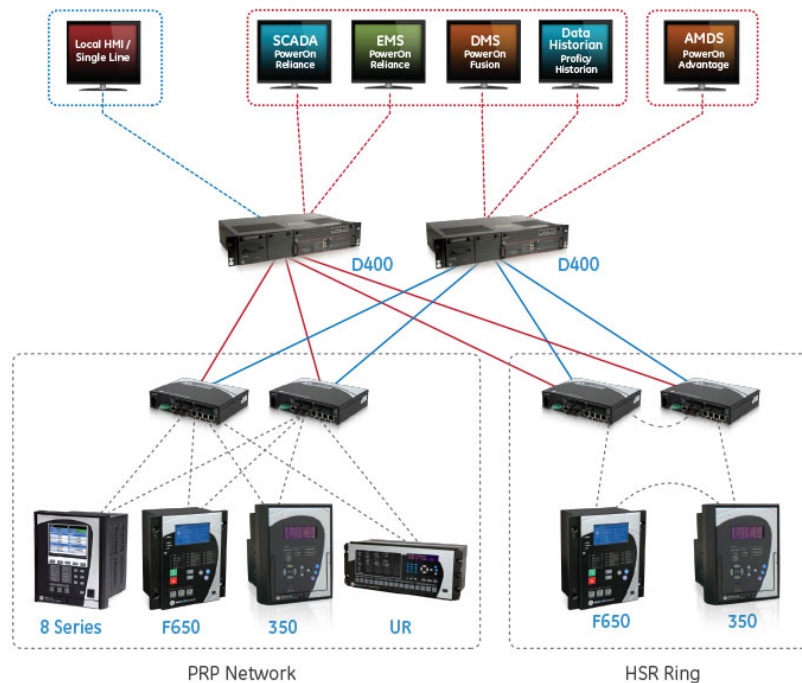 Local HMI /
Single Line
SCADA
PowerOn
Reliance
EMS
PowerOn
Reliance
DMS
PowerOn
Fusion
Data
Historian
Proficy
Historian
AMDS
PowerOn
Advantage
D400
D400
8 Series
F650
350
UR
F650
350
PRP Network
HSR Ring